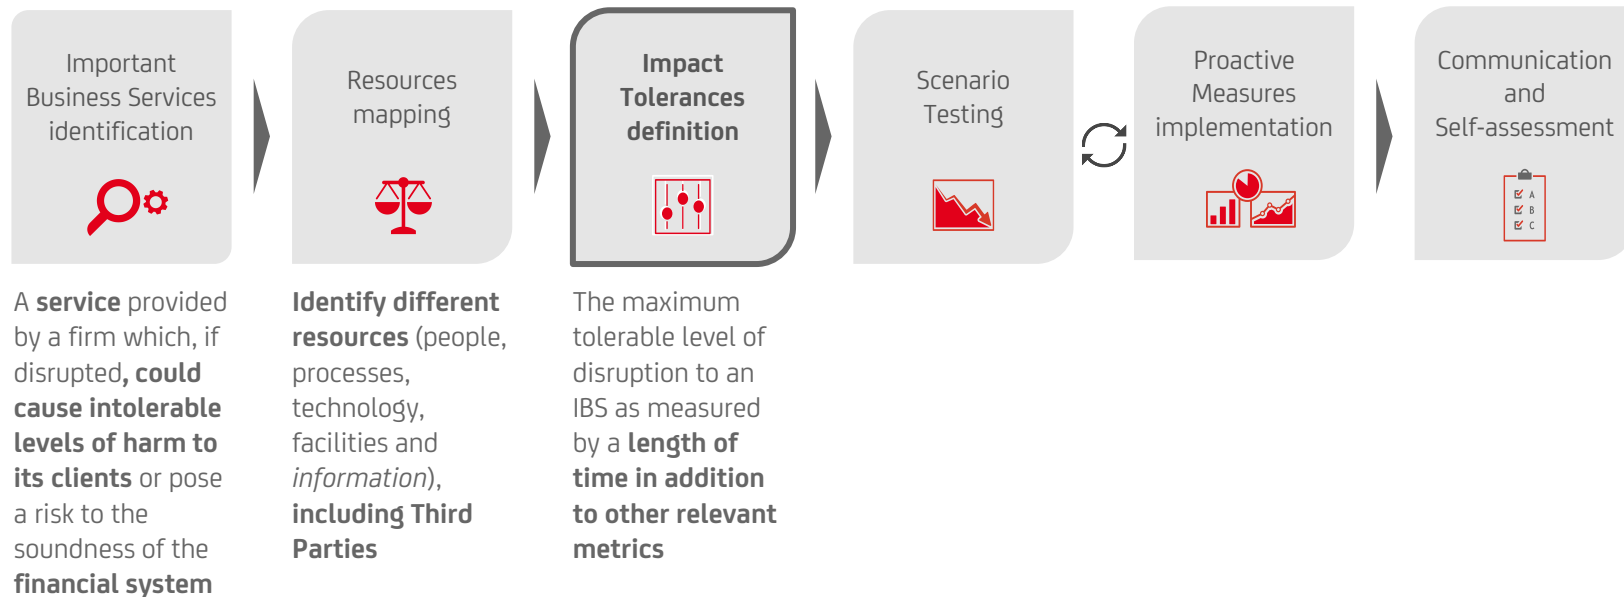 Important
Business Services
identification
Resources
mapping
Impact
Tolerances
definition
Scenario
Testing
Proactive
Measures
implementation
Communication
and
Self-assessment
A
B
C
A service provided
by a firm which, if
disrupted, could
cause intolerable
levels of harm to
its clients or pose
a risk to the
soundness of the
financial system
Identify different
resources (people,
processes,
technology,
facilities and
information),
including Third
Parties
The maximum
tolerable level of
disruption to an
IBS as measured
by a length of
time in addition
to other relevant
metrics